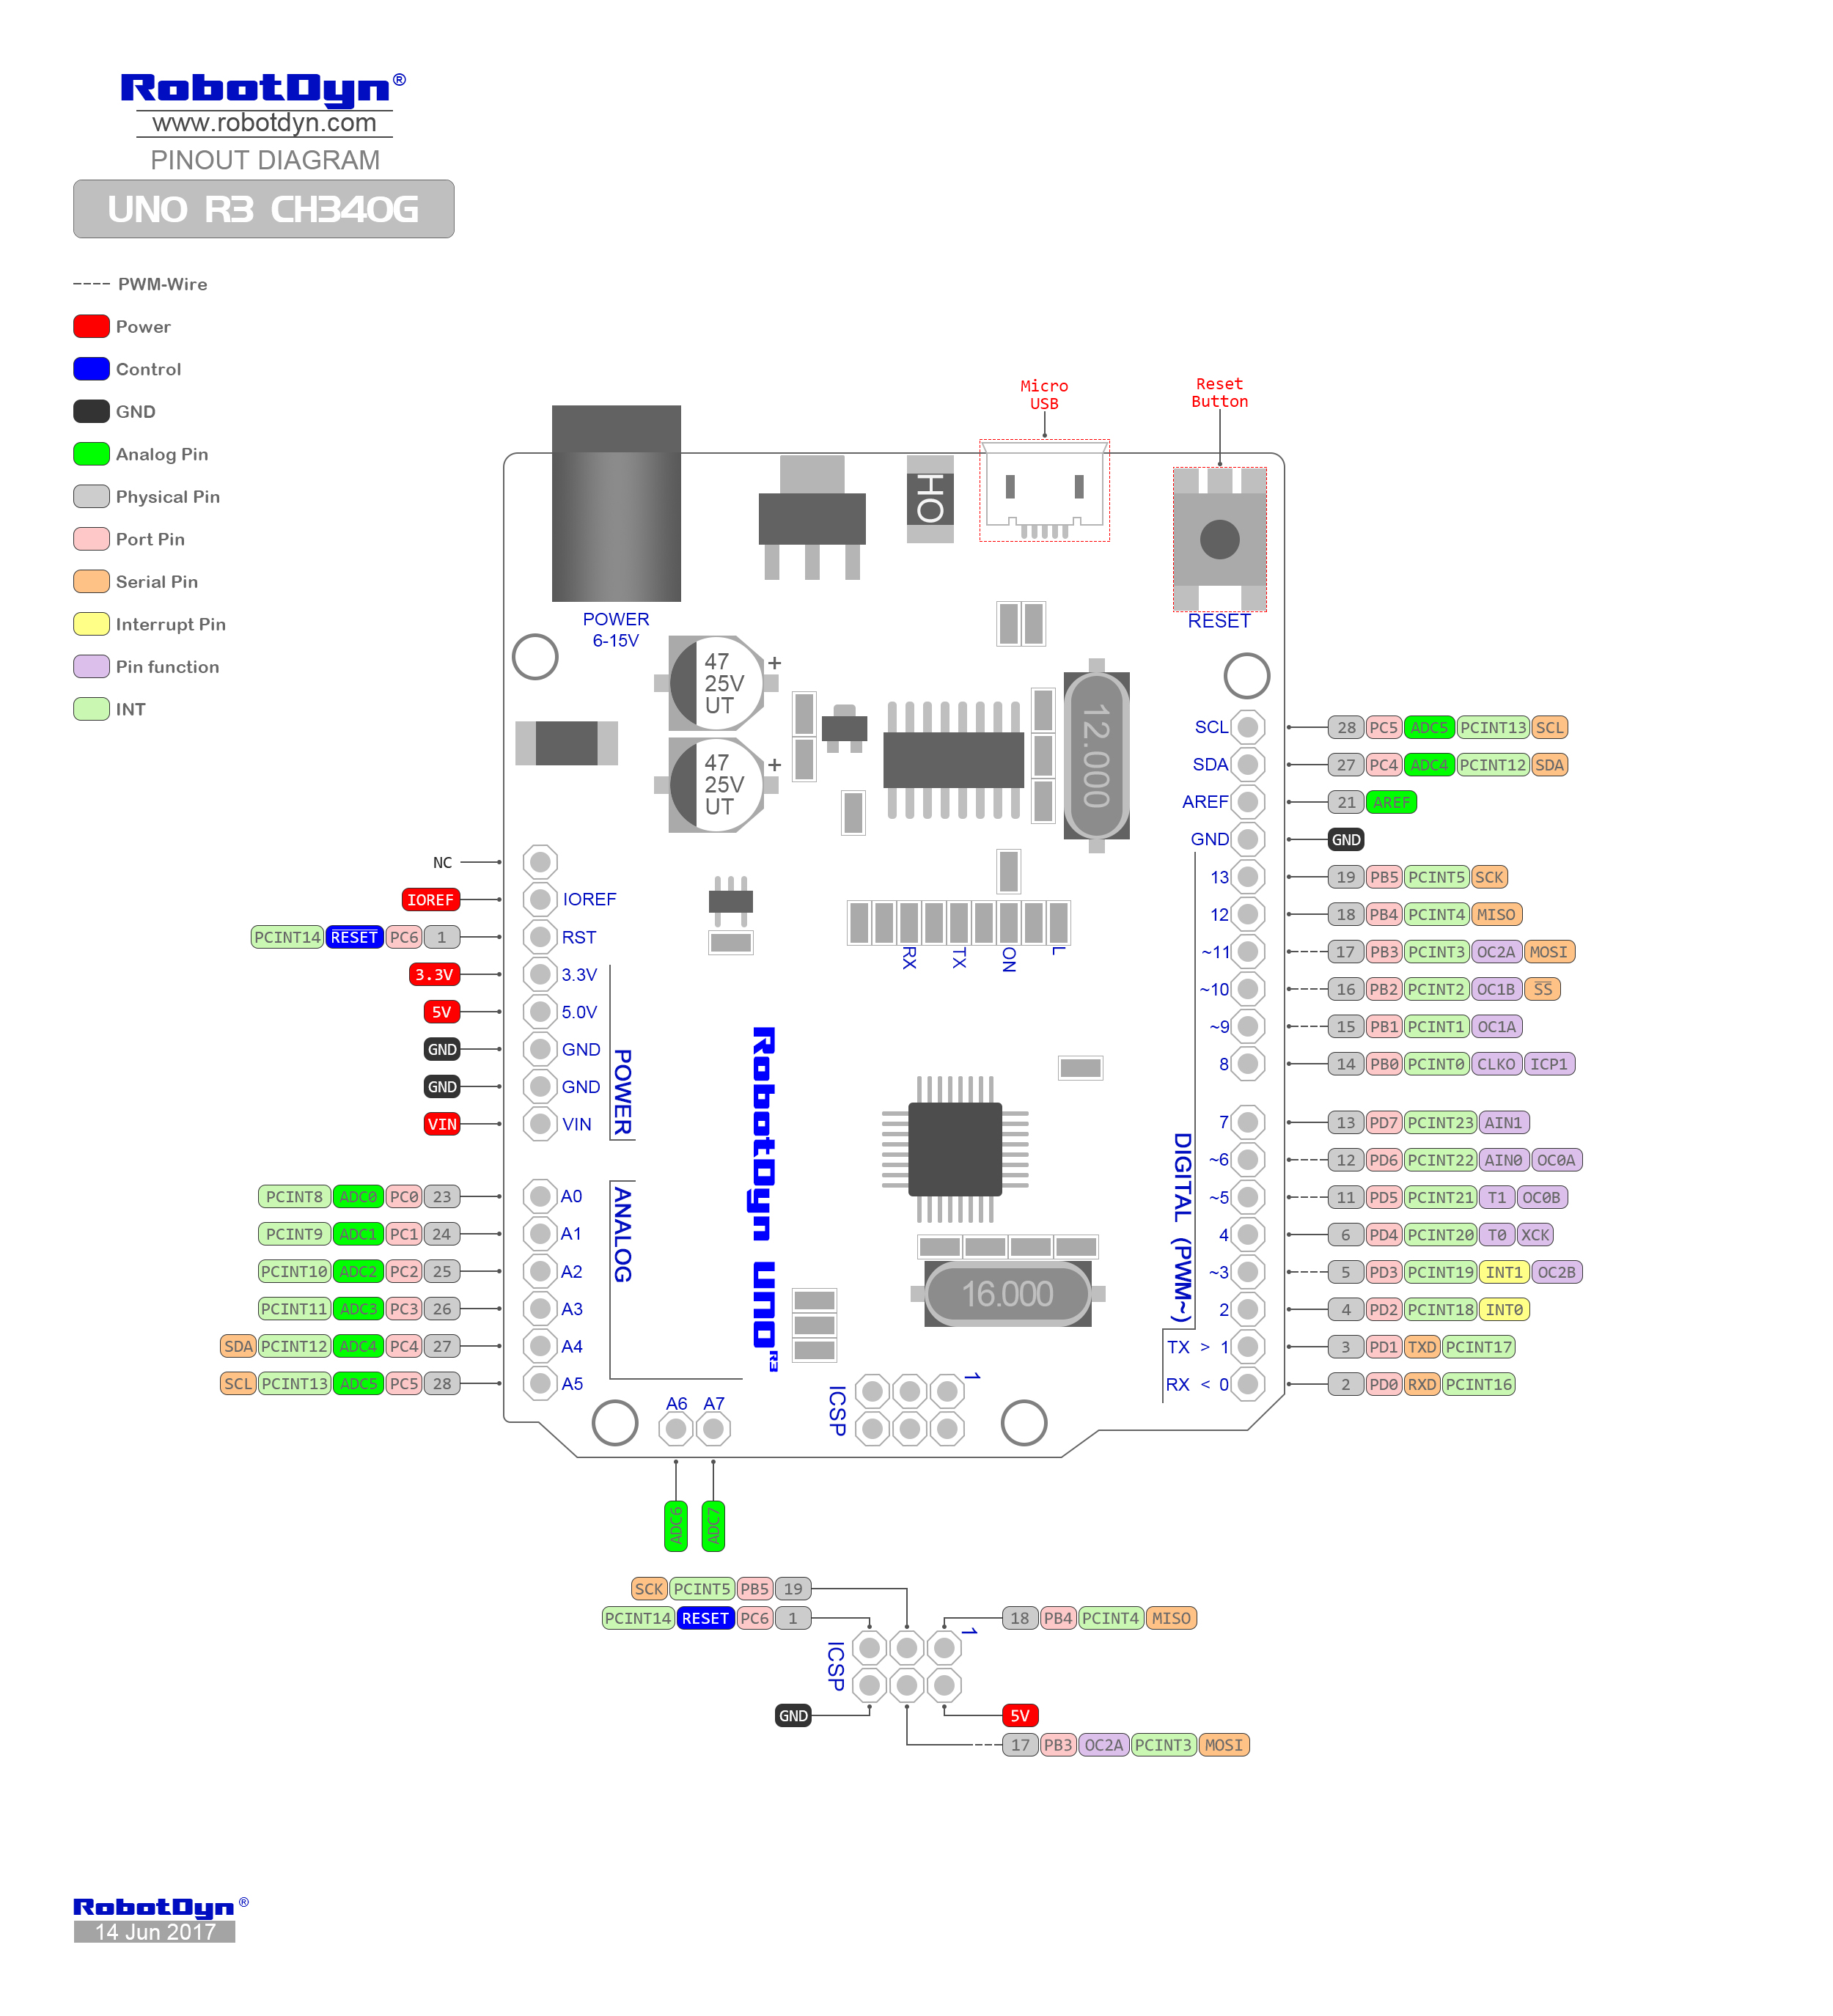 RobotDyn®
www.robotdyn.com
PINOUT DIAGRAM
UNO R3 CH340G
PWM-Wire
Power
Control
GND
Analog Pin
Physical Pin
Port Pin
Serial Pin
Interrupt Pin
Pin function
INT
Micro
USB
Reset
Button
HO
POWER
6-15V
RESET
47
25V
UT
+
47
25V
UT
+
12.000
NC
IOREF IOREF
PCINT14 RESET PC6 1 RST
3.3V 3.3V
5V 5.0V
GND GND
GND GND
VIN VIN
POWER
PCINT8 ADC0 PC0 23 A0
PCINT9 ADC1 PC1 24 A1
PCINT10 ADC2 PC2 25 A2
PCINT11 ADC3 PC3 26 A3
SDA PCINT12 ADC4 PC4 27 A4
SCL PCINT13 ADC5 PC5 28 A5
ANALOG
RX TX ON L
RobotDyn UNO R3
16.000
SCL 28 PC5 ADC5 PCINT13 SCL
SDA 27 PC4 ADC4 PCINT12 SDA
AREF 21 AREF
GND GND
13 19 PB5 PCINT5 SCK
12 18 PB4 PCINT4 MISO
~11 17 PB3 PCINT3 OC2A MOSI
~10 16 PB2 PCINT2 OC1B SS
~9 15 PB1 PCINT1 OC1A
8 14 PB0 PCINT0 CLKO ICP1
7 13 PD7 PCINT23 AIN1
~6 12 PD6 PCINT22 AIN0 OC0A
~5 11 PD5 PCINT21 T1 OC0B
4 6 PD4 PCINT20 T0 XCK
~3 5 PD3 PCINT19 INT1 OC2B
2 4 PD2 PCINT18 INT0
TX > 1 3 PD1 TXD PCINT17
RX < 0 2 PD0 RXD PCINT16
DIGITAL (PWM~)
A6 A7
ICSP 1
ADC6 ADC7
SCK PCINT5 PB5 19
PCINT14 RESET PC6 1
18 PB4 PCINT4 MISO
ICSP 1
GND
5V
17 PB3 OC2A PCINT3 MOSI
RobotDyn®
14 Jun 2017